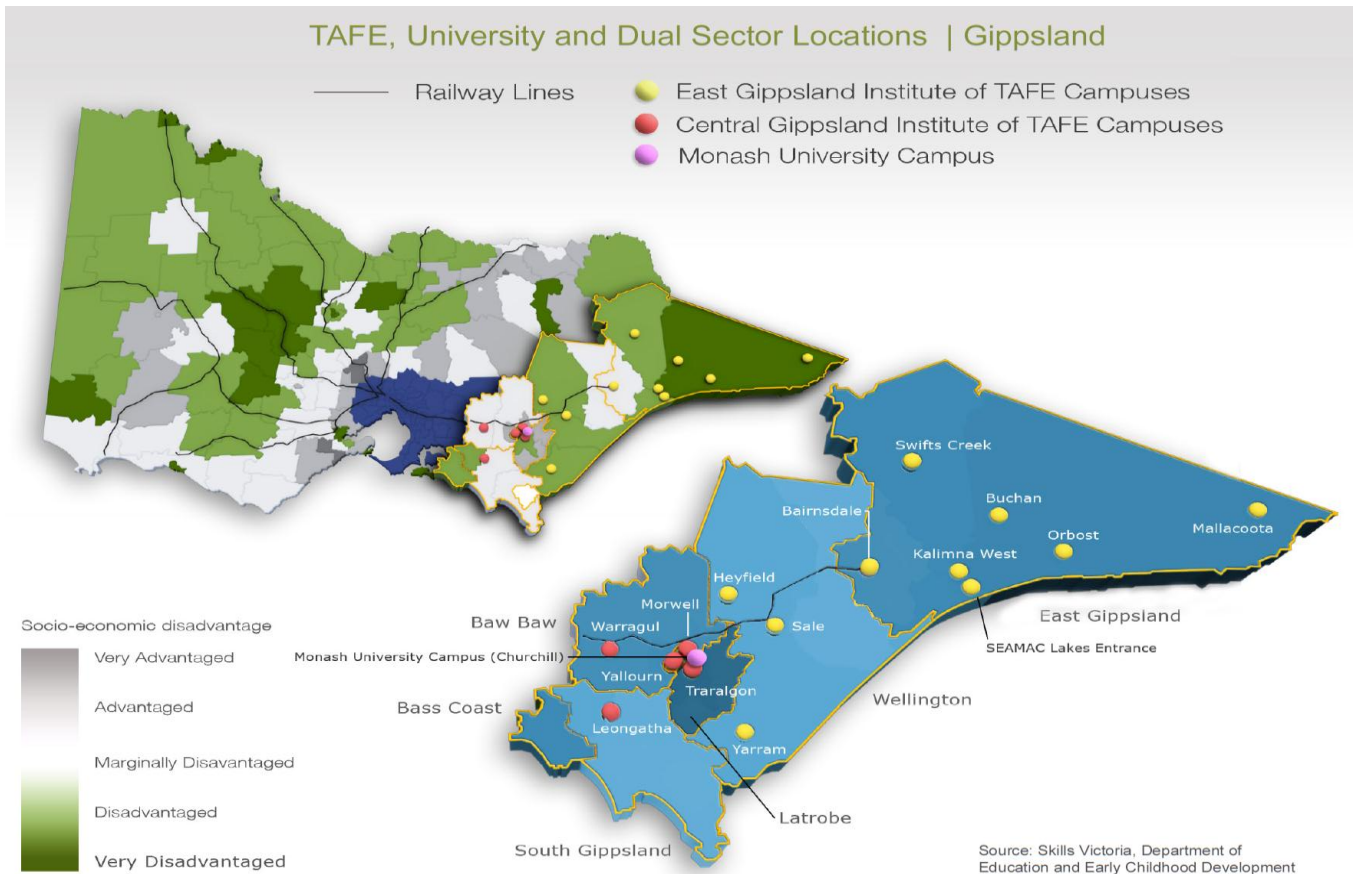 TAFE, University and Dual Sector Locations | Gippsland
Railway Lines
East Gippsland Institute of TAFE Campuses
Central Gippsland Institute of TAFE Campuses
Monash University Campus
Swifts Creek
Buchan
Bairnsdale
Mallacoota
Orbost
Kalimna West
Heyfield
Morwell
East Gippsland
Baw Baw
Warragul
Sale
SEAMAC Lakes Entrance
Monash University Campus (Churchill)
Yallourn
Traralgon
Wellington
Bass Coast
Leongatha
Yarram
Latrobe
South Gippsland
Socio-economic disadvantage
Very Advantaged
Advantaged
Marginally Disavantaged
Disadvantaged
Very Disadvantaged
Source: Skills Victoria, Department of
Education and Early Childhood Development